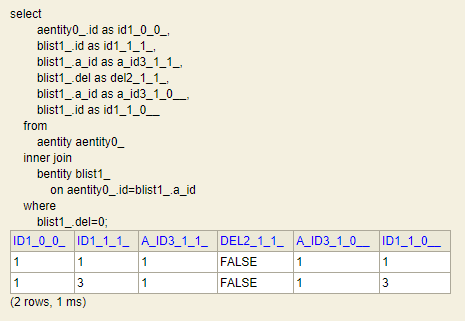 select
aentity0_.id as id1_0_0_,
blist1_.id as id1_1_1_,
blist1_.a_id as a_id3_1_1_,
blist1_.del as del2_1_1_,
blist1_.a_id as a_id3_1_0__,
blist1_.id as id1_1_0__
from
aentity aentity0_
inner join
bentity blist1_
on aentity0_.id=blist1_.a_id
where
blist1_.del=0;
ID1_0_0_ ID1_1_1_ A_ID3_1_1_ DEL2_1_1_ A_ID3_1_0__ ID1_1_0__
1 1 1 FALSE 1 1
1 3 1 FALSE 1 3
(2 rows, 1 ms)